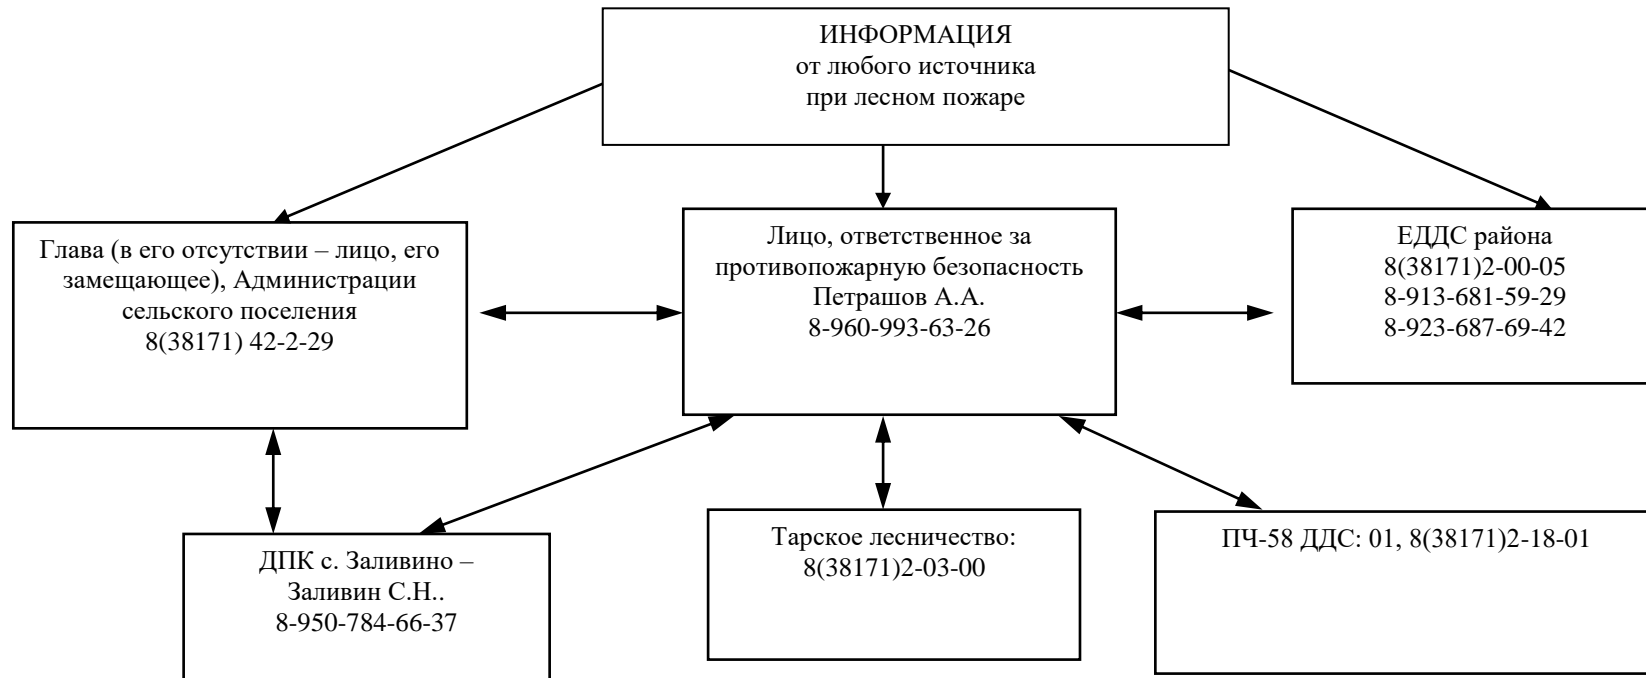 ИНФОРМАЦИЯ
от любого источника
при лесном пожаре
Глава (в его отсутствии – лицо, его
замещающее), Администрации
сельского поселения
8(38171) 42-2-29
Лицо, ответственное за
противопожарную безопасность
Петрашов А.А.
8-960-993-63-26
ЕДДС района
8(38171)2-00-05
8-913-681-59-29
8-923-687-69-42
ДПК с. Заливино –
Заливин С.Н..
8-950-784-66-37
Тарское лесничество:
8(38171)2-03-00
ПЧ-58 ДДС: 01, 8(38171)2-18-01